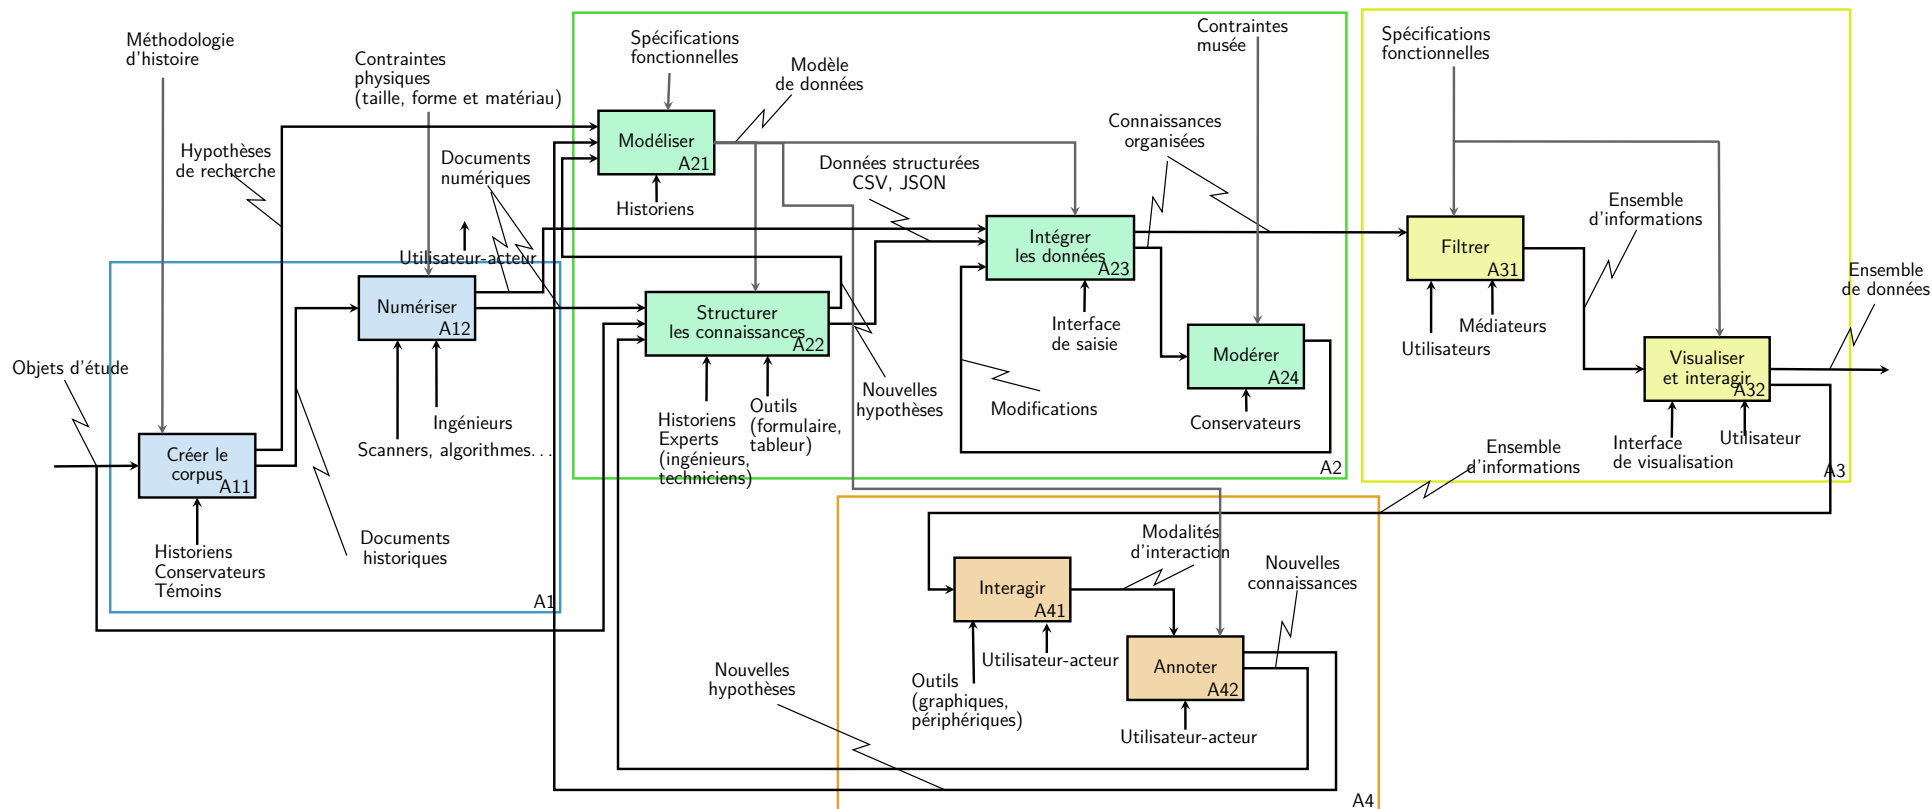 Méthodologie
d'histoire
Contraintes
physiques
(taille, forme et matériau)
Spécifications
fonctionnelles
Modèle
de données
Contraintes
musée
Spécifications
fonctionnelles
Hypothèses
de recherche
Documents
numériques
Modéliser
A21
Historiens
Données structurées
CSV, JSON
Connaissances
organisées
Utilisateur-acteur
Intégrer
les données
A23
Filtrer
A31
Ensemble
d'informations
Ensemble
de données
Numériser
A12
Structurer
les connaissances
A22
Interface
de saisie
Modérer
A24
Utilisateurs
Médiateurs
Visualiser
et interagir
A32
Objets d'étude
Ingénieurs
Scanners, algorithmes...
Historiens
Experts
(ingénieurs,
techniciens)
Outils
(formulaire,
tableur)
Nouvelles
hypothèses
Modifications
Conservateurs
Interface
de visualisation
Utilisateur
Créer le
corpus
A11
A2
A3
Ensemble
d'informations
Historiens
Conservateurs
Témoins
Documents
historiques
A1
Modalités
d'interaction
Nouvelles
connaissances
Interagir
A41
Utilisateur-acteur
Outils
(graphiques,
périphériques)
Annoter
A42
Utilisateur-acteur
Nouvelles
hypothèses
A4